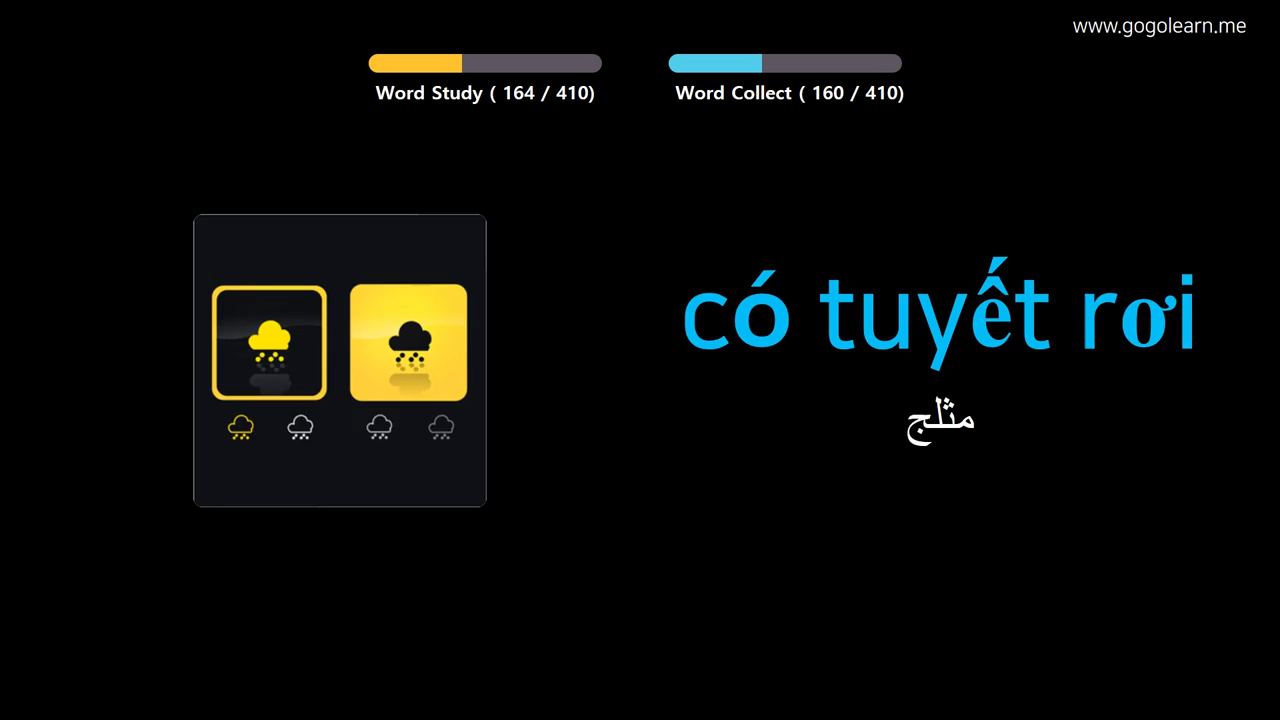 www.gogolearn.me
Word Study ( 164 / 410)
Word Collect ( 160 / 410)
có tuyết rơi
مثلج